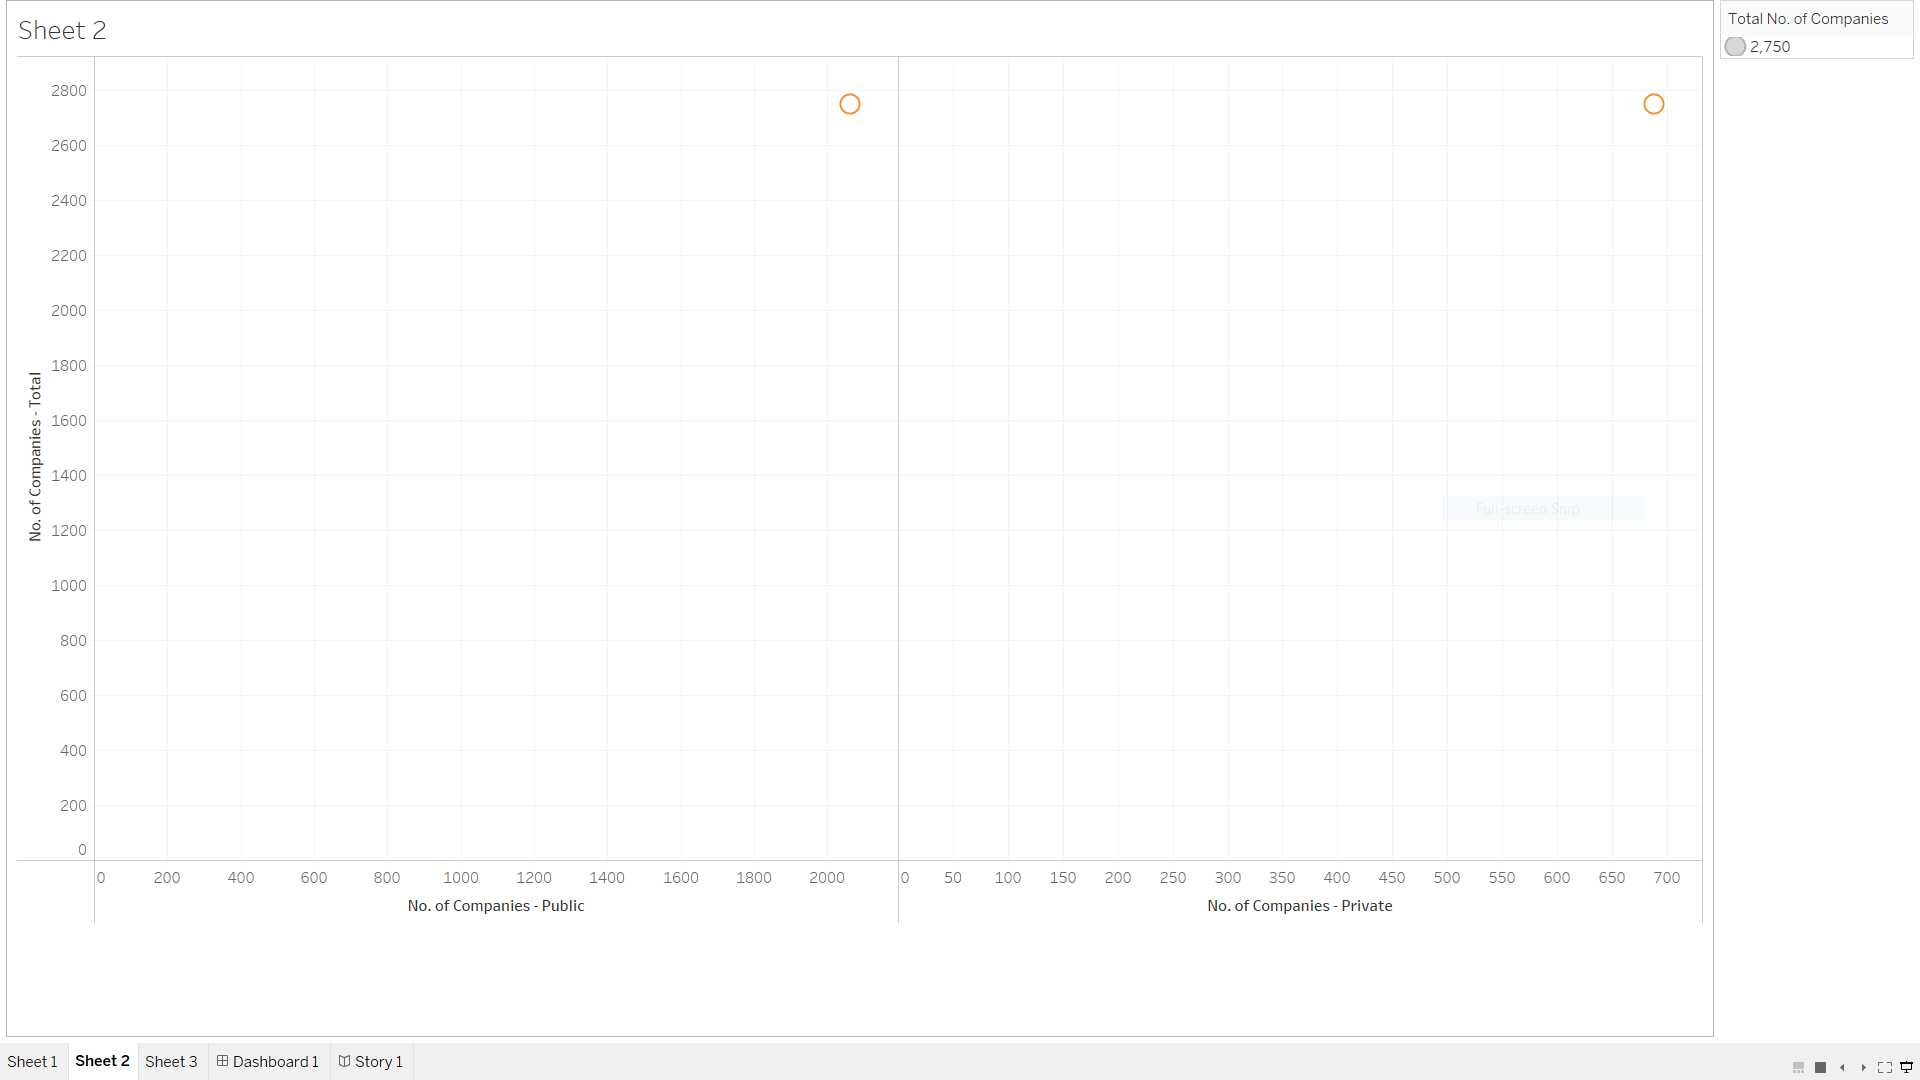 Sheet 2
Total No. of Companies
2,750
No. of Companies - Total
2800
2600
2400
2200
2000
1800
1600
1400
1200
1000
800
600
400
200
0
Full-screen Snip
0 200 400 600 800 1000 1200 1400 1600 1800 2000
0 50 100 150 200 250 300 350 400 450 500 550 600 650 700
No. of Companies - Public
No. of Companies - Private
Sheet 1 Sheet 2 Sheet 3 Dashboard 1 Story 1